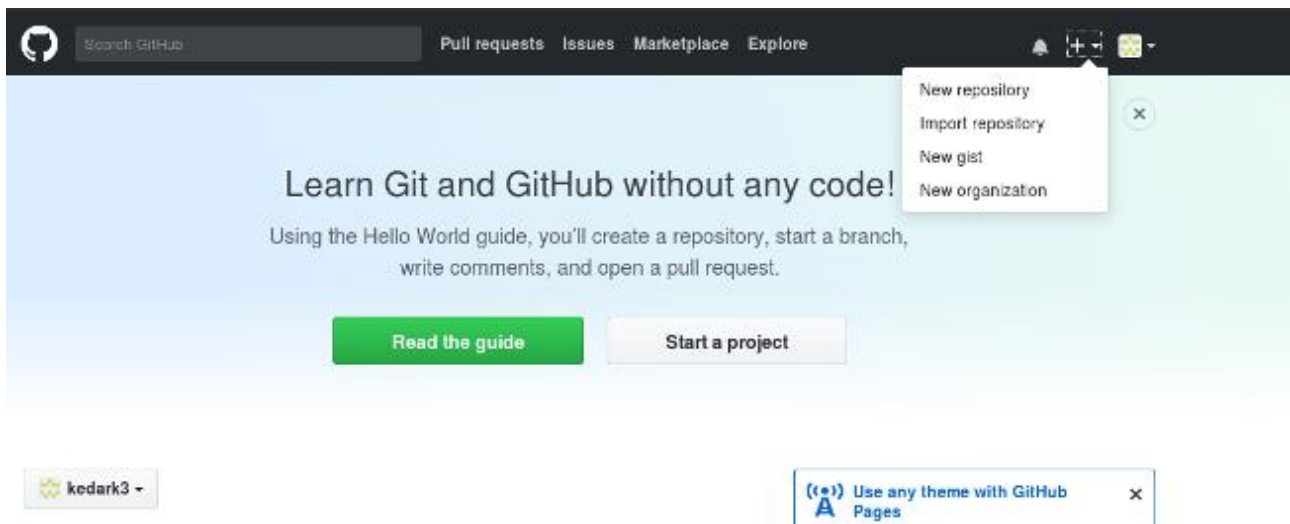 Search GitHub
Pull requests Issues Marketplace Explore
New repository
Import repository
New gist
New organization
Learn Git and GitHub without any code!
Using the Hello World guide, you'll create a repository, start a branch,
write comments, and open a pull request.
Read the guide
Start a project
kedark3
Use any theme with GitHub
Pages